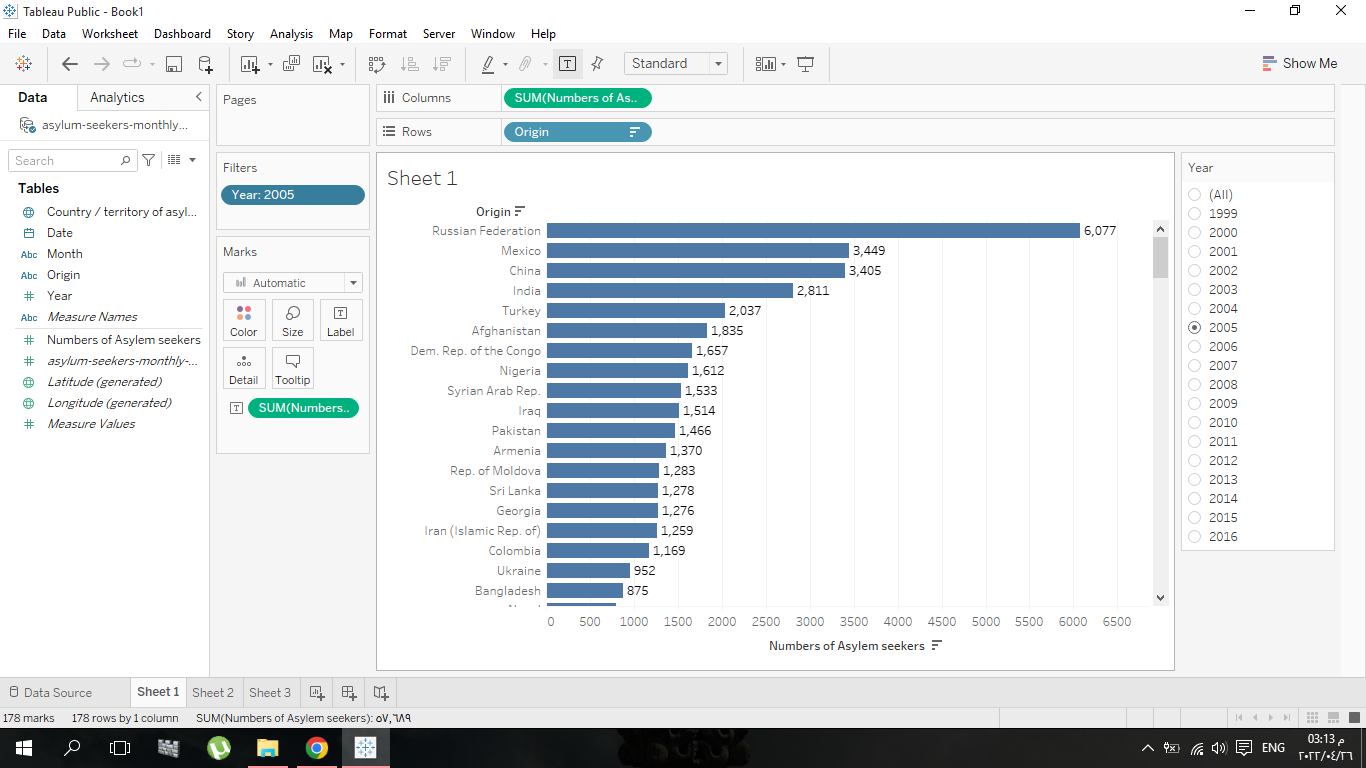 Tableau Public - Book1
File Data Worksheet Dashboard Story Analysis Map Format Server Window Help
Standard
Show Me
Data Analytics
asylum-seekers-monthly...
Search
Tables
Country / territory of asyl...
Date
Abc Month
Abc Origin
Year
Abc Measure Names
Numbers of Asylem seekers
asylum-seekers-monthly-...
Latitude (generated)
Longitude (generated)
Measure Values
Pages
Filters
Year: 2005
Marks
Automatic
Color Size Label
Detail Tooltip
SUM(Numbers..
Columns SUM(Numbers of As..
Rows Origin
Sheet 1
Origin
Russian Federation 6,077
Mexico 3,449
China 3,405
India 2,811
Turkey 2,037
Afghanistan 1,835
Dem. Rep. of the Congo 1,657
Nigeria 1,612
Syrian Arab Rep. 1,533
Iraq 1,514
Pakistan 1,466
Armenia 1,370
Rep. of Moldova 1,283
Sri Lanka 1,278
Georgia 1,276
Iran (Islamic Rep. of) 1,259
Colombia 1,169
Ukraine 952
Bangladesh 875
0 500 1000 1500 2000 2500 3000 3500 4000 4500 5000 5500 6000 6500
Numbers of Asylem seekers
Year
(All)
1999
2000
2001
2002
2003
2004
2005
2006
2007
2008
2009
2010
2011
2012
2013
2014
2015
2016
Data Source Sheet 1 Sheet 2 Sheet 3
178 marks 178 rows by 1 column SUM(Numbers of Asylem seekers): ٥٧,٦٨٩
ENG
03:13 م
٢٠٢٢/٠٤/٢٦